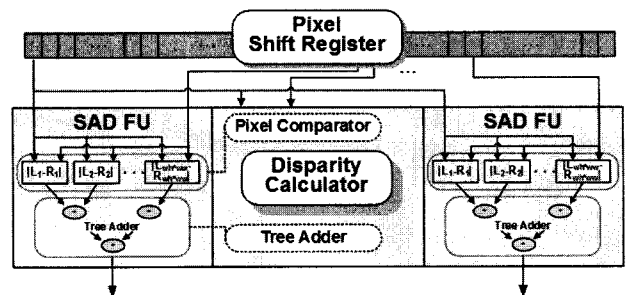 Pixel
Shift Register
...
SAD FU
Pixel Comparator
SAD FU
|L1-R1|
|L2-R2|
...
Disparity
Calculator
|L1-R1|
|L2-R2|
...
Tree Adder
Tree Adder
Tree Adder